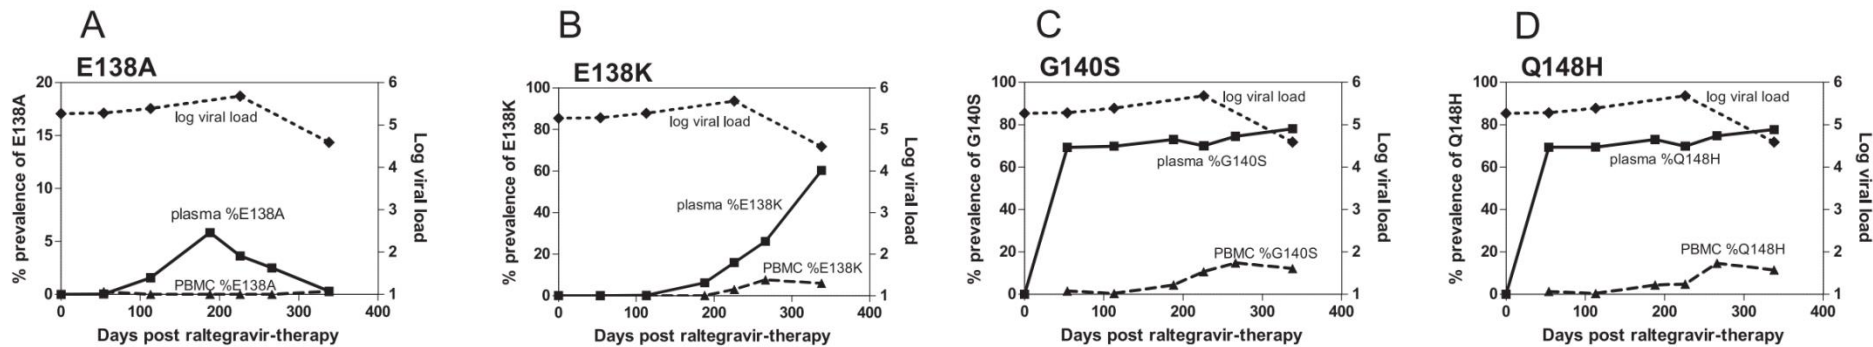 A
E138A
% prevalence of E138A
20
15
10
5
0
6
5
4
3
2
1
Log viral load
log viral load
plasma %E138A
PBMC %E138A
0 100 200 300 400
Days post raltegravir-therapy
B
E138K
% prevalence of E138K
100
80
60
40
20
0
6
5
4
3
2
1
Log viral load
log viral load
plasma %E138K
PBMC %E138K
0 100 200 300 400
Days post raltegravir-therapy
C
G140S
% prevalence of G140S
100
80
60
40
20
0
6
5
4
3
2
1
Log viral load
log viral load
plasma %G140S
PBMC %G140S
0 100 200 300 400
Days post raltegravir-therapy
D
Q148H
% prevalence of Q148H
100
80
60
40
20
0
6
5
4
3
2
1
Log viral load
log viral load
plasma %Q148H
PBMC %Q148H
0 100 200 300 400
Days post raltegravir-therapy